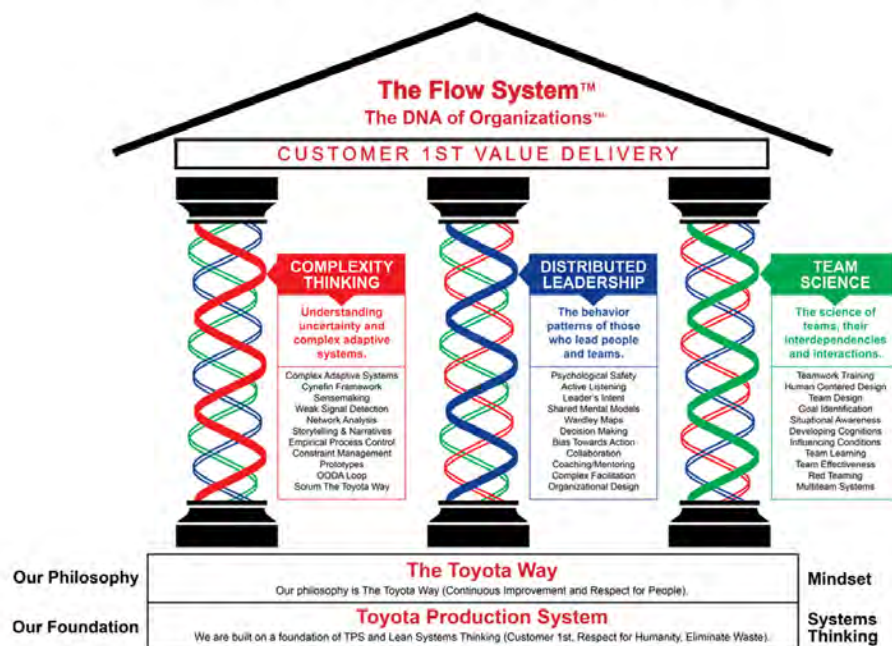 The Flow System™
The DNA of Organizations™
CUSTOMER 1ST VALUE DELIVERY
COMPLEXITY
THINKING
Understanding
uncertainty and
complex adaptive
systems.
Complex Adaptive Systems
Cynefin Framework
Sensemaking
Weak Signal Detection
Network Analysis
Storytelling & Narratives
Empirical Process Control
Constraint Management
Prototypes
OODA Loop
Scrum The Toyota Way
DISTRIBUTED
LEADERSHIP
The behavior
patterns of those
who lead people
and teams.
Psychological Safety
Active Listening
Leader's Intent
Shared Mental Models
Wardley Maps
Decision Making
Bias Towards Action
Collaboration
Coaching/Mentoring
Complex Facilitation
Organizational Design
TEAM
SCIENCE
The science of
teams, their
interdependencies
and interactions.
Teamwork Training
Human Centered Design
Team Design
Goal Identification
Situational Awareness
Developing Cognitions
Influencing Conditions
Team Learning
Team Effectiveness
Red Teaming
Multiteam Systems
Our Philosophy
The Toyota Way
Our philosophy is The Toyota Way (Continuous Improvement and Respect for People).
Mindset
Our Foundation
Toyota Production System
We are built on a foundation of TPS and Lean Systems Thinking (Customer 1st, Respect for Humanity, Eliminate Waste).
Systems
Thinking